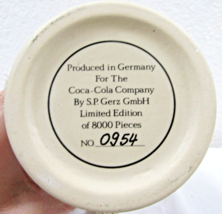 Produced in Germany
For The
Coca-Cola Company
By S.P. Gerz GmbH
Limited Edition
of 8000 Pieces
NO. 0954